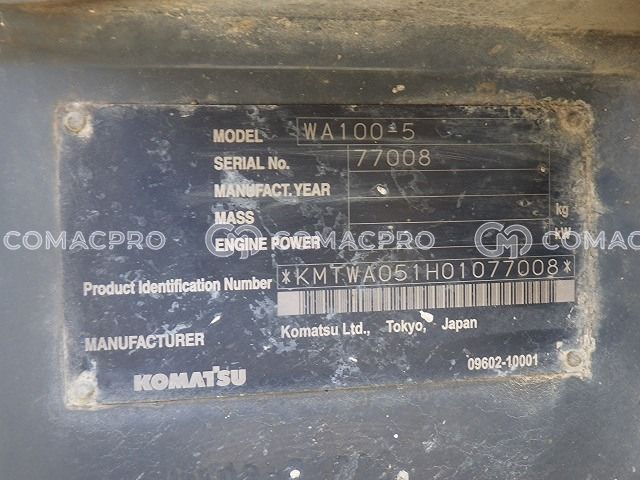 MODEL WA100-5
SERIAL No. 77008
MANUFACT. YEAR
MASS kg
ENGINE POWER kW
COMACPRO COMACPRO COMAC
Product Identification Number *KMTWA051H01077008*
MANUFACTURER Komatsu Ltd., Tokyo, Japan
KOMATSU 09602-10001